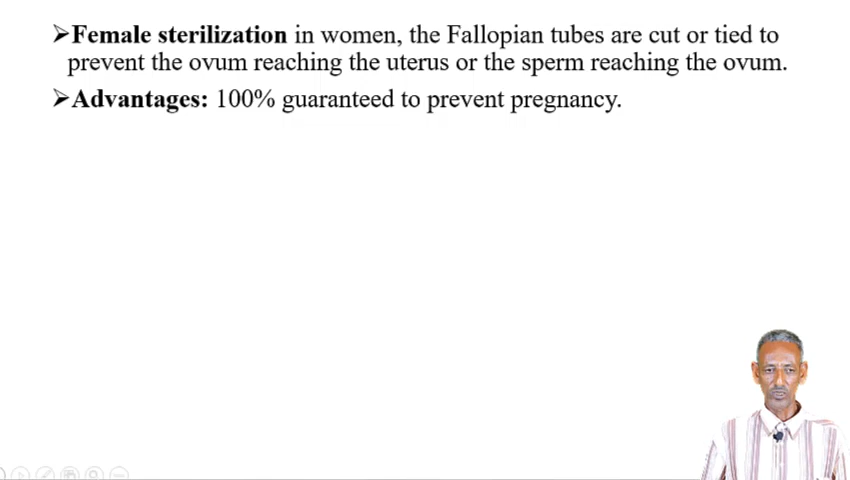 ➢Female sterilization in women, the Fallopian tubes are cut or tied to
prevent the ovum reaching the uterus or the sperm reaching the ovum.
➢Advantages: 100% guaranteed to prevent pregnancy.